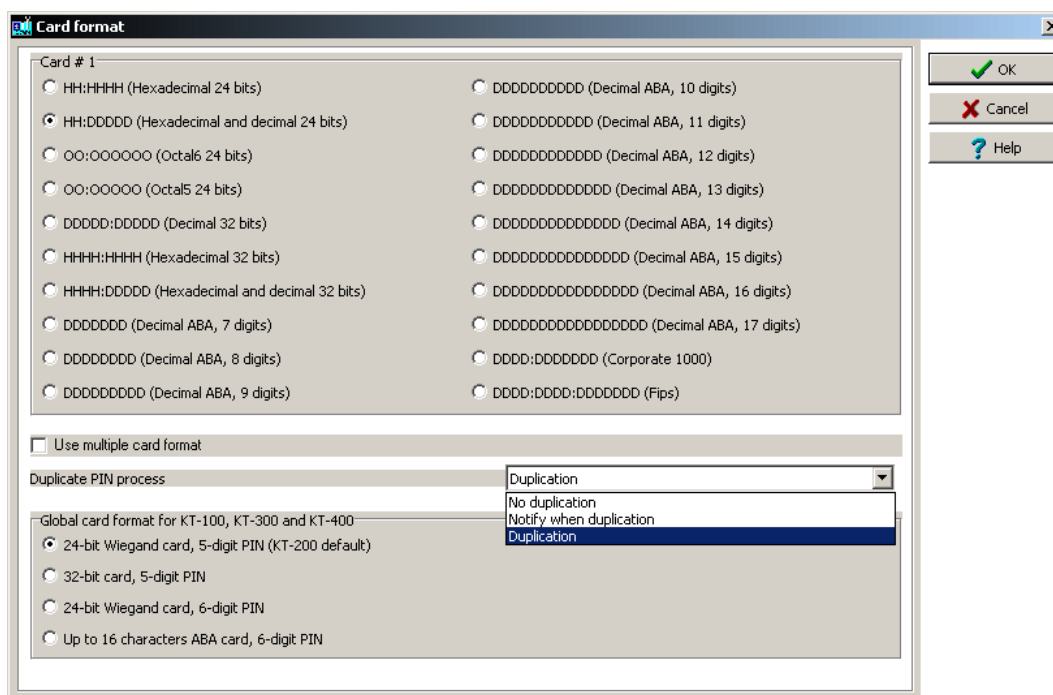 Card format
Card # 1
HH:HHHH (Hexadecimal 24 bits)
HH:DDDDD (Hexadecimal and decimal 24 bits)
OO:OOOOOO (Octal6 24 bits)
OO:OOOOO (Octal5 24 bits)
DDDDD:DDDDD (Decimal 32 bits)
HHHH:HHHH (Hexadecimal 32 bits)
HHHH:DDDDD (Hexadecimal and decimal 32 bits)
DDDDDDD (Decimal ABA, 7 digits)
DDDDDDDD (Decimal ABA, 8 digits)
DDDDDDDDD (Decimal ABA, 9 digits)
DDDDDDDDDD (Decimal ABA, 10 digits)
DDDDDDDDDDD (Decimal ABA, 11 digits)
DDDDDDDDDDDD (Decimal ABA, 12 digits)
DDDDDDDDDDDDD (Decimal ABA, 13 digits)
DDDDDDDDDDDDDD (Decimal ABA, 14 digits)
DDDDDDDDDDDDDDD (Decimal ABA, 15 digits)
DDDDDDDDDDDDDDDD (Decimal ABA, 16 digits)
DDDDDDDDDDDDDDDDD (Decimal ABA, 17 digits)
DDDD:DDDDDDD (Corporate 1000)
DDDD:DDDD:DDDDDDD (Fips)
OK
Cancel
Help
Use multiple card format
Duplicate PIN process
Duplication
No duplication
Notify when duplication
Duplication
Global card format for KT-100, KT-300 and KT-400
24-bit Wiegand card, 5-digit PIN (KT-200 default)
32-bit card, 5-digit PIN
24-bit Wiegand card, 6-digit PIN
Up to 16 characters ABA card, 6-digit PIN